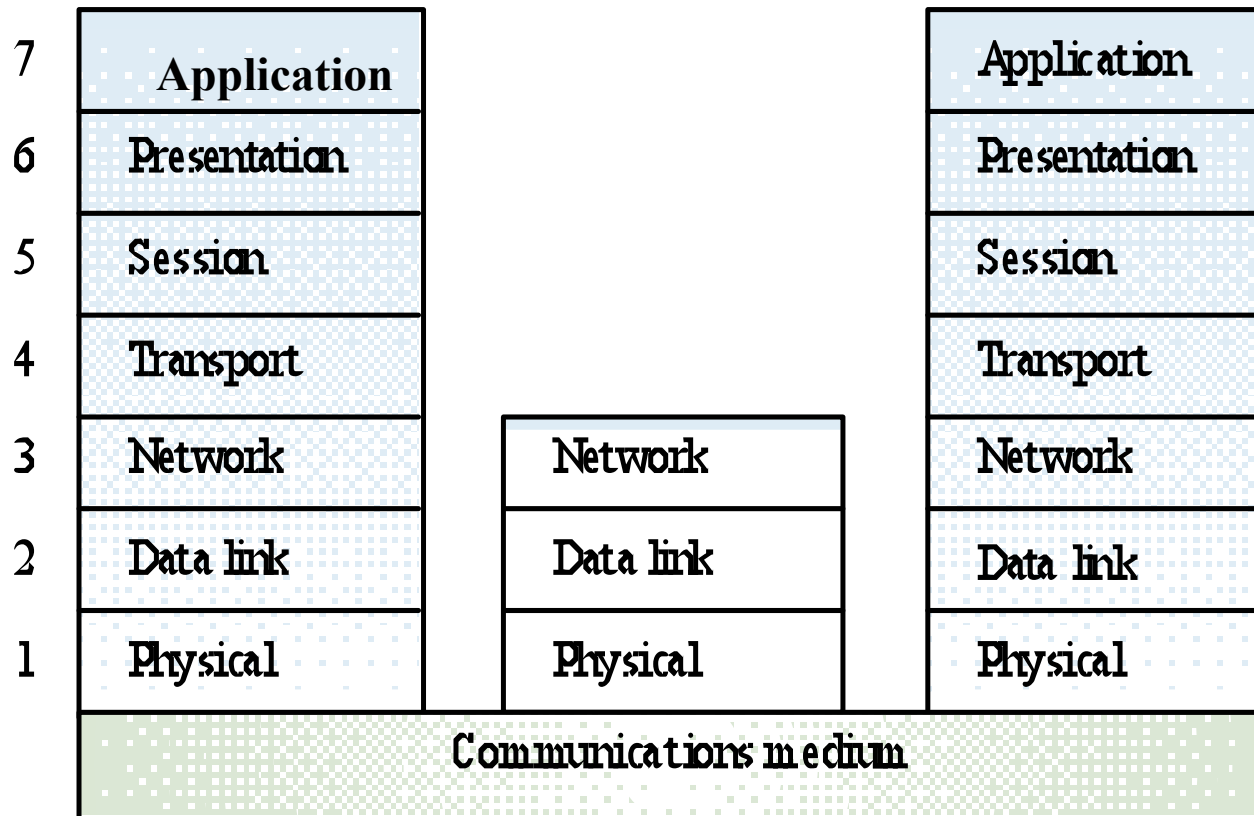 7 Application Application
6 Presentation Presentation
5 Session Session
4 Transport Transport
3 Network Network Network
2 Data link Data link Data link
1 Physical Physical Physical
Communications medium